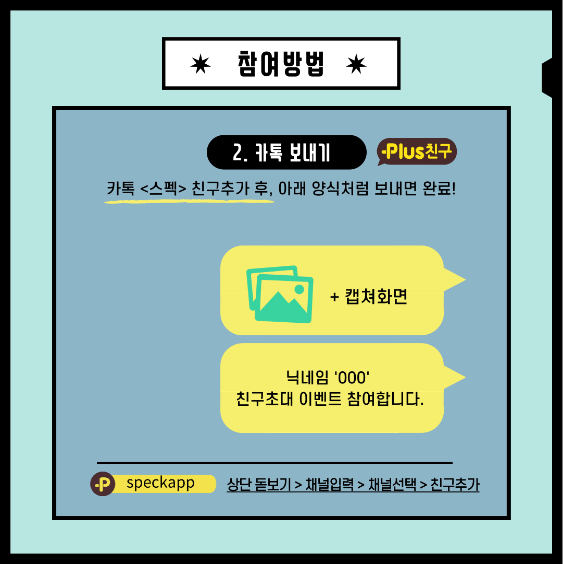 참여방법
2. 카톡 보내기
Plus친구
카톡 <스펙> 친구추가 후, 아래 양식처럼 보내면 완료!
+ 캡쳐화면
닉네임 '000'
친구초대 이벤트 참여합니다.
P speckapp 상단 돋보기 > 채널입력 > 채널선택 > 친구추가